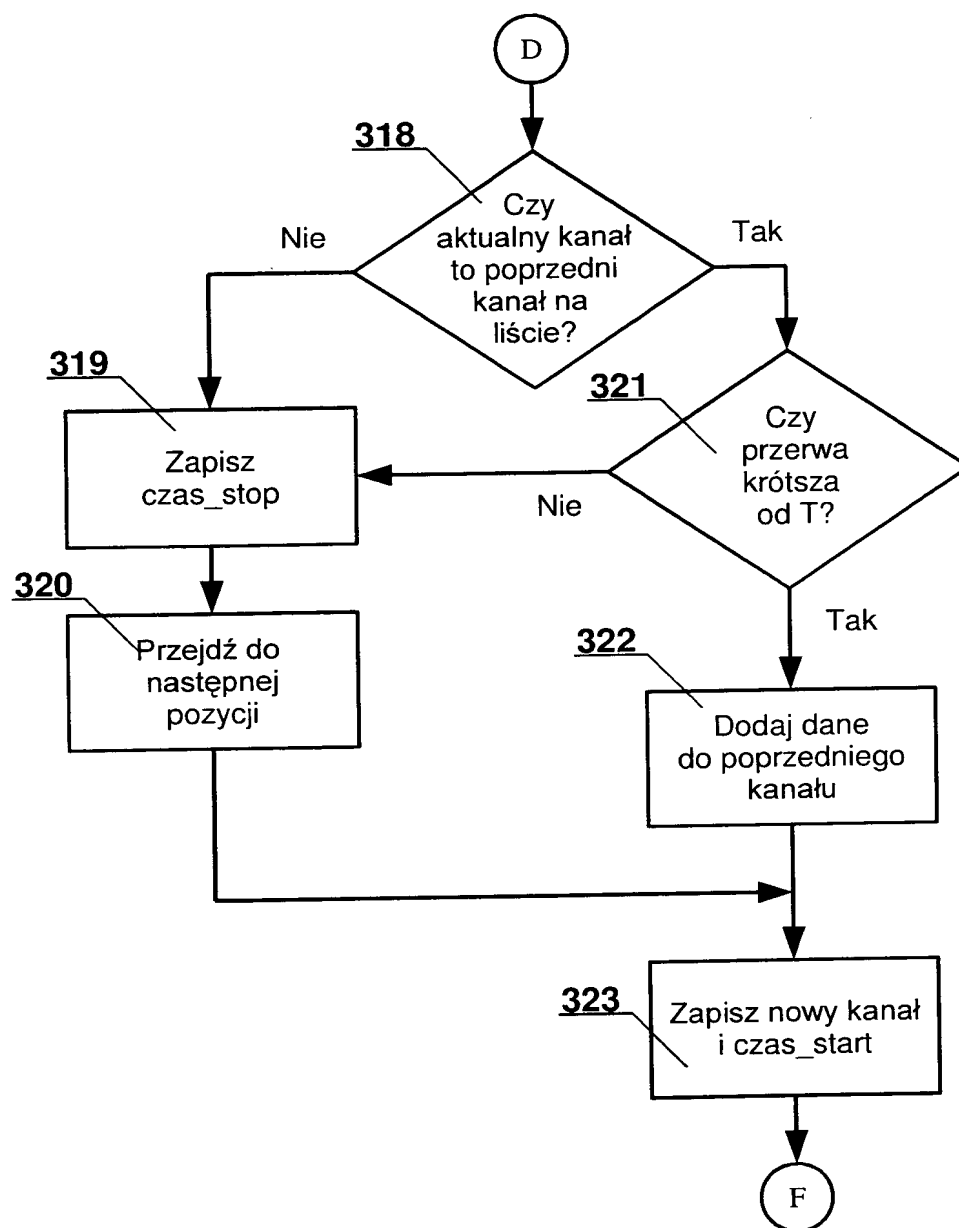 D
318
Czy
aktualny kanał
to poprzedni
kanał na
liście?
Nie
Tak
319
Zapisz
czas_stop
321
Czy
przerwa
krótsza
od T?
Nie
Tak
320
Przejdź do
następnej
pozycji
322
Dodaj dane
do poprzedniego
kanału
323
Zapisz nowy kanał
i czas_start
F